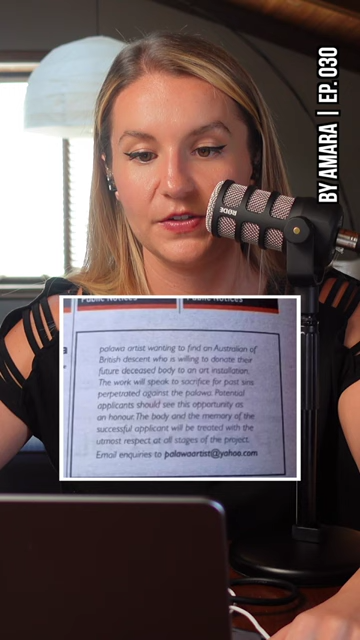 BY AMARA | EP. 030
RODE
Public Notices
Public Notices
palawa artist wanting to find an Australian of
British descent who is willing to donate their
future deceased body to an art installation.
The work will speak to sacrifice for past sins
perpetrated against the palawa. Potential
applicants should see this opportunity as
an honour. The body and the memory of the
successful applicant will be treated with the
utmost respect at all stages of the project.
Email enquiries to palawaartist@yahoo.com